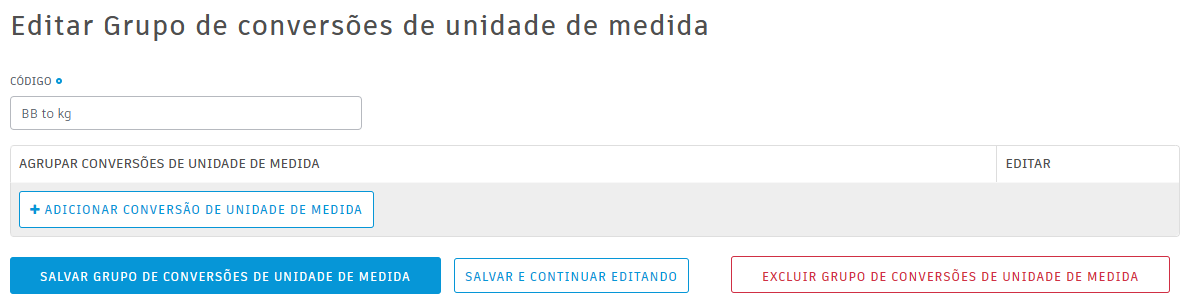 Editar Grupo de conversões de unidade de medida
CÓDIGO
BB to kg
AGRUPAR CONVERSÕES DE UNIDADE DE MEDIDA EDITAR
+ ADICIONAR CONVERSÃO DE UNIDADE DE MEDIDA
SALVAR GRUPO DE CONVERSÕES DE UNIDADE DE MEDIDA SALVAR E CONTINUAR EDITANDO EXCLUIR GRUPO DE CONVERSÕES DE UNIDADE DE MEDIDA